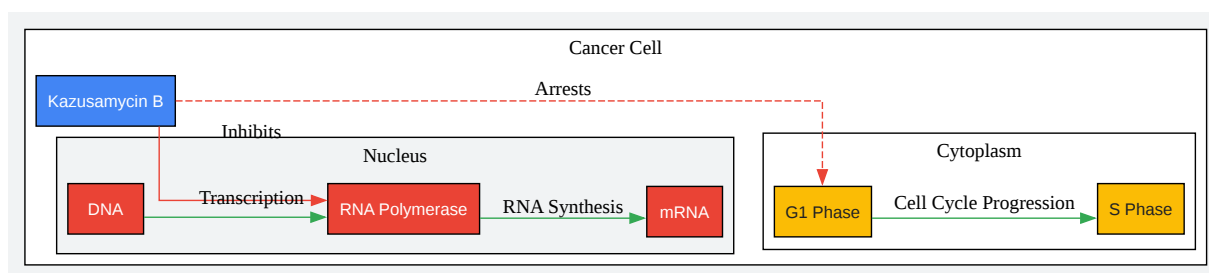 Cancer Cell
Kazusamycin B
Arrests
Inhibits
Nucleus
Cytoplasm
DNA
Transcription
RNA Polymerase
RNA Synthesis
mRNA
G1 Phase
Cell Cycle Progression
S Phase